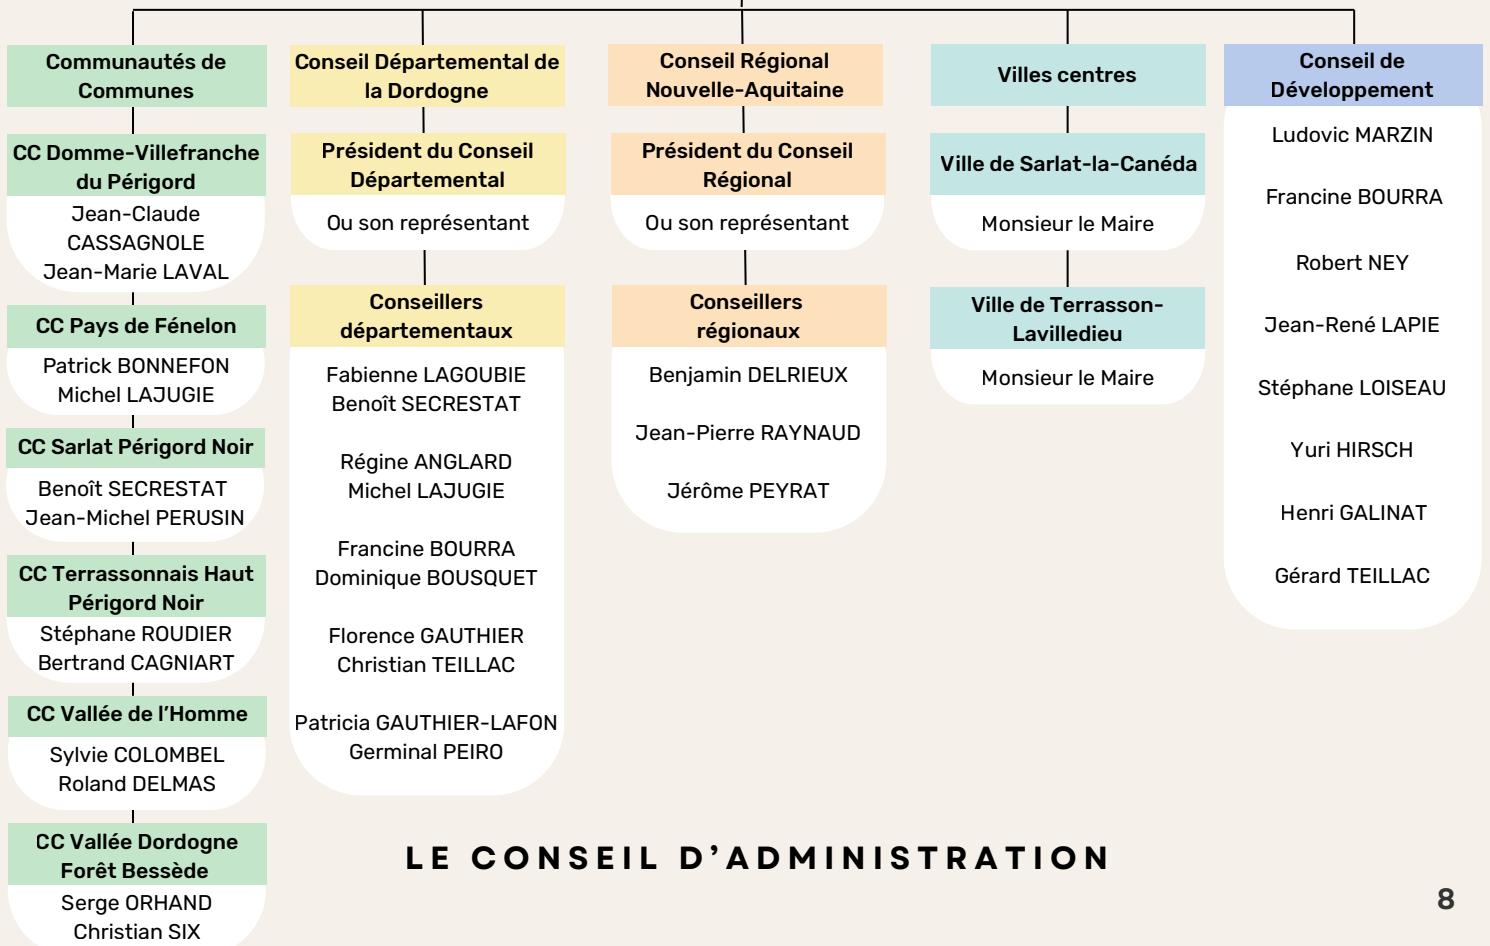 Communautés de
Communes
CC Domme-Villefranche
du Périgord
Jean-Claude
CASSAGNOLE
Jean-Marie LAVAL
CC Pays de Fénelon
Patrick BONNEFON
Michel LAJUGIE
CC Sarlat Périgord Noir
Benoît SECRESTAT
Jean-Michel PERUSIN
CC Terrassonnais Haut
Périgord Noir
Stéphane ROUDIER
Bertrand CAGNIART
CC Vallée de l'Homme
Sylvie COLOMBEL
Roland DELMAS
CC Vallée Dordogne
Forêt Bessède
Serge ORHAND
Christian SIX
Conseil Départemental de
la Dordogne
Président du Conseil
Départemental
Ou son représentant
Conseillers
départementaux
Fabienne LAGOUBIE
Benoît SECRESTAT
Régine ANGLARD
Michel LAJUGIE
Francine BOURRA
Dominique BOUSQUET
Florence GAUTHIER
Christian TEILLAC
Patricia GAUTHIER-LAFON
Germinal PEIRO
Conseil Régional
Nouvelle-Aquitaine
Président du Conseil
Régional
Ou son représentant
Conseillers
régionaux
Benjamin DELRIEUX
Jean-Pierre RAYNAUD
Jérôme PEYRAT
Villes centres
Ville de Sarlat-la-Canéda
Monsieur le Maire
Ville de Terrasson-
Lavilledieu
Monsieur le Maire
Conseil de
Développement
Ludovic MARZIN
Francine BOURRA
Robert NEY
Jean-René LAPIE
Stéphane LOISEAU
Yuri HIRSCH
Henri GALINAT
Gérard TEILLAC
LE CONSEIL D'ADMINISTRATION
8